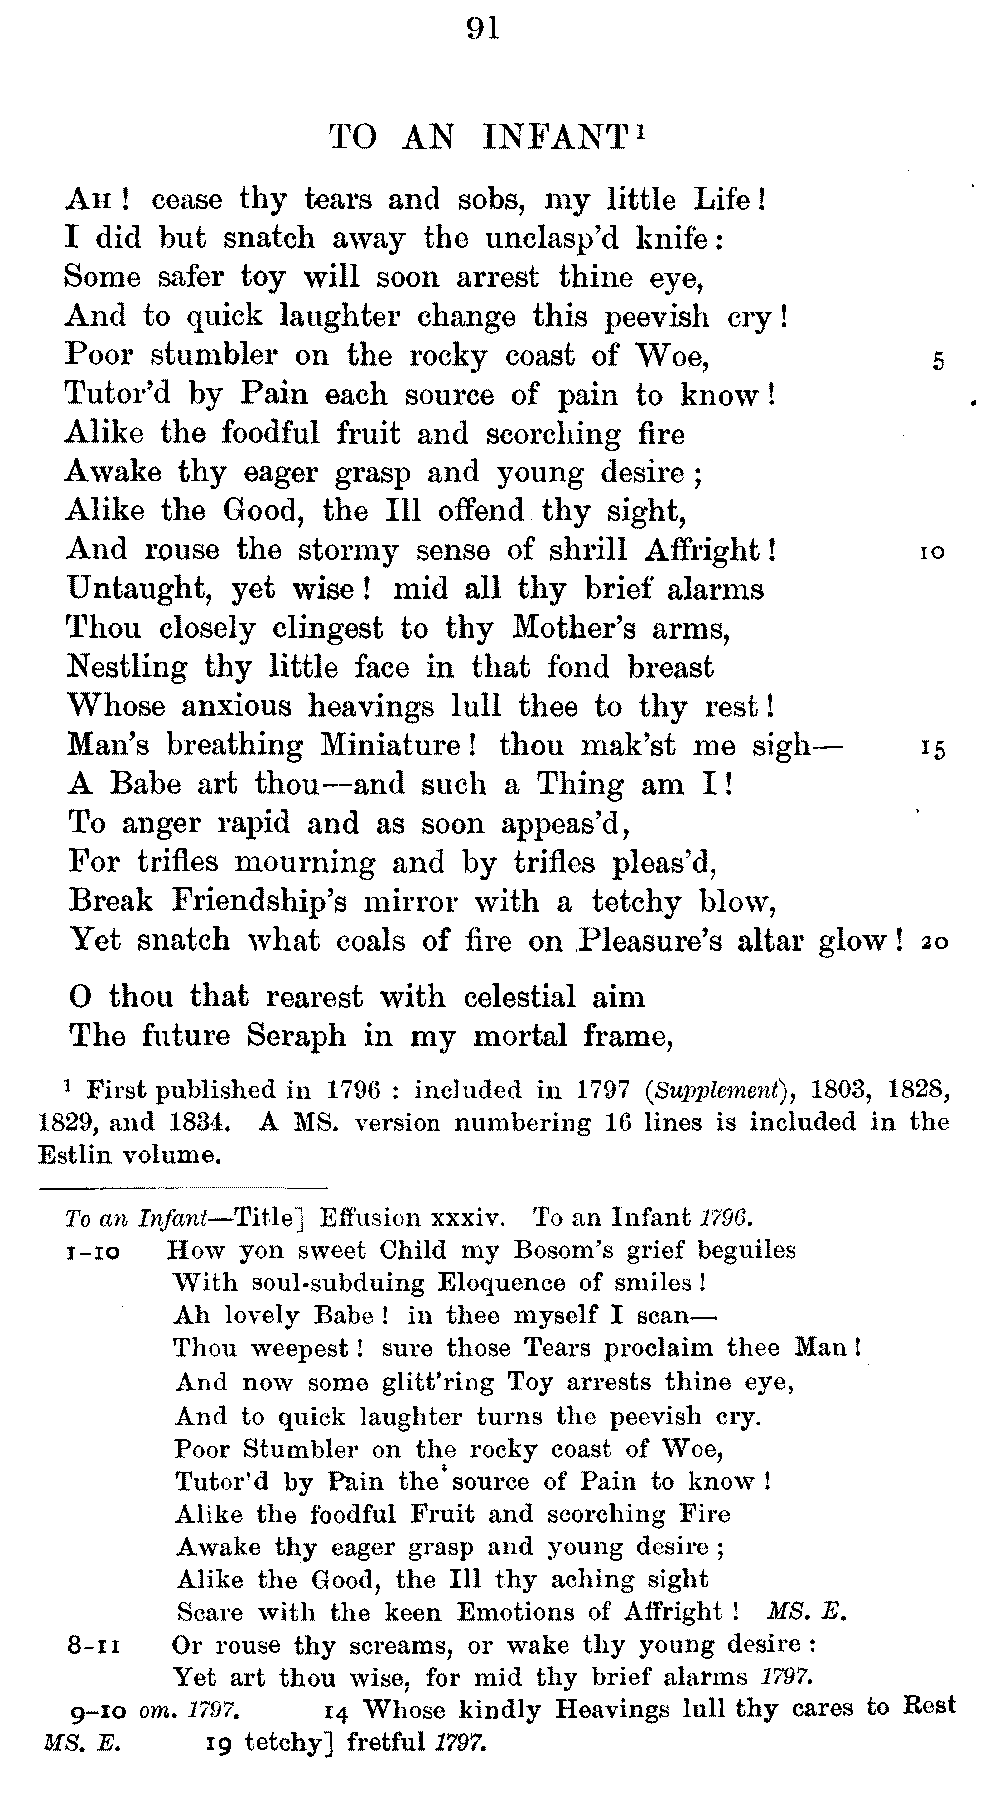 91
TO AN INFANT¹
AH! cease thy tears and sobs, my little Life!
I did but snatch away the unclasp'd knife:
Some safer toy will soon arrest thine eye,
And to quick laughter change this peevish cry!
Poor stumbler on the rocky coast of Woe, 5
Tutor'd by Pain each source of pain to know!
Alike the foodful fruit and scorching fire
Awake thy eager grasp and young desire;
Alike the Good, the Ill offend thy sight,
And rouse the stormy sense of shrill Affright! 10
Untaught, yet wise! mid all thy brief alarms
Thou closely clingest to thy Mother's arms,
Nestling thy little face in that fond breast
Whose anxious heavings lull thee to thy rest!
Man's breathing Miniature! thou mak'st me sigh— 15
A Babe art thou—and such a Thing am I!
To anger rapid and as soon appeas'd,
For trifles mourning and by trifles pleas'd,
Break Friendship's mirror with a tetchy blow,
Yet snatch what coals of fire on Pleasure's altar glow! 20
O thou that rearest with celestial aim
The future Seraph in my mortal frame,
¹ First published in 1796 : included in 1797 (Supplement), 1803, 1828,
1829, and 1834. A MS. version numbering 16 lines is included in the
Estlin volume.
To an Infant—Title] Effusion xxxiv. To an Infant 1796.
1-10 How yon sweet Child my Bosom's grief beguiles
With soul-subduing Eloquence of smiles!
Ah lovely Babe! in thee myself I scan—
Thou weepest! sure those Tears proclaim thee Man!
And now some glitt'ring Toy arrests thine eye,
And to quick laughter turns the peevish cry.
Poor Stumbler on the rocky coast of Woe,
Tutor'd by Pain the source of Pain to know!
Alike the foodful Fruit and scorching Fire
Awake thy eager grasp and young desire;
Alike the Good, the Ill thy aching sight
Scare with the keen Emotions of Affright! MS. E.
8-11 Or rouse thy screams, or wake thy young desire:
Yet art thou wise, for mid thy brief alarms 1797.
9-10 om. 1797. 14 Whose kindly Heavings lull thy cares to Rest
MS. E. 19 tetchy] fretful 1797.